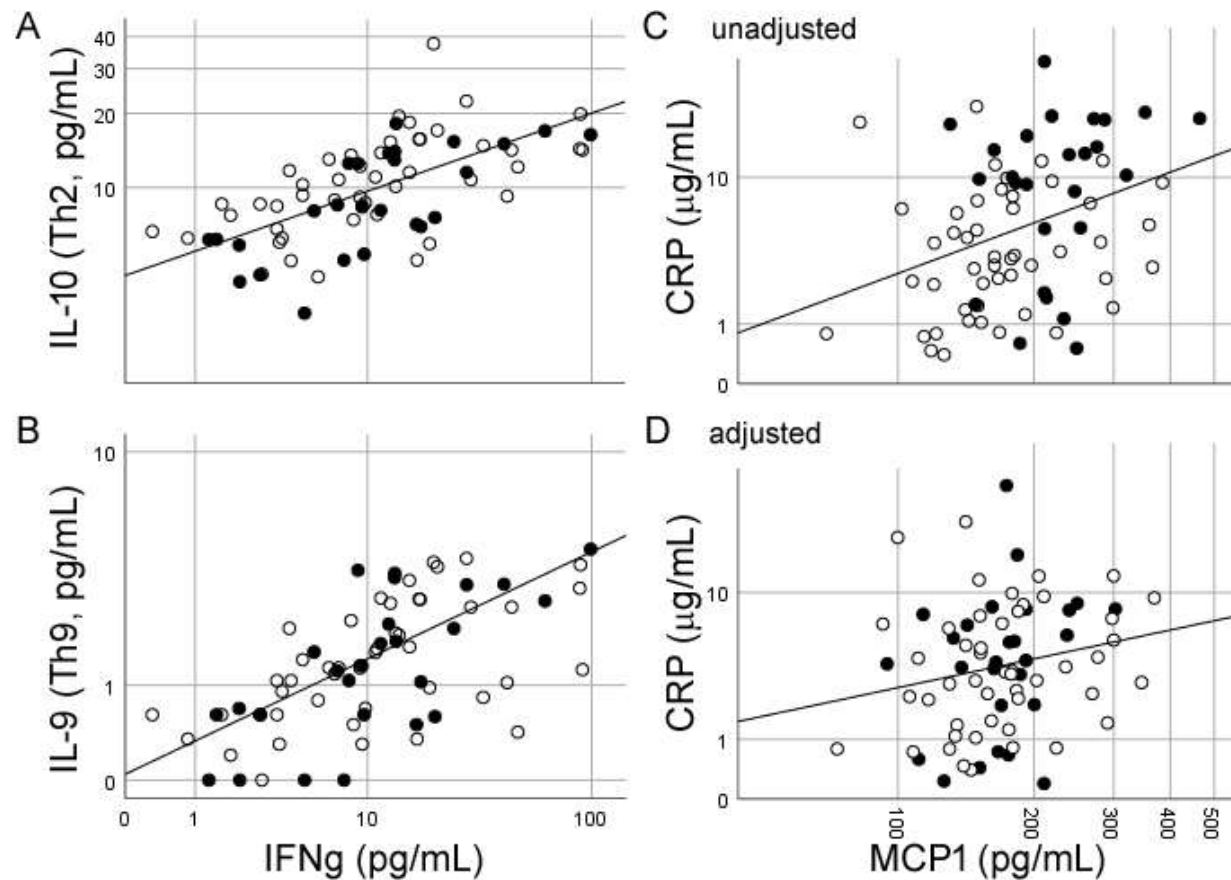 A
IL-10 (Th2, pg/mL)
40
30
20
10
B
IL-9 (Th9, pg/mL)
10
1
0
0
1
10
100
IFNg (pg/mL)
C unadjusted
CRP (µg/mL)
10
1
0
D adjusted
CRP (µg/mL)
10
1
0
100
200
300
400
500
MCP1 (pg/mL)